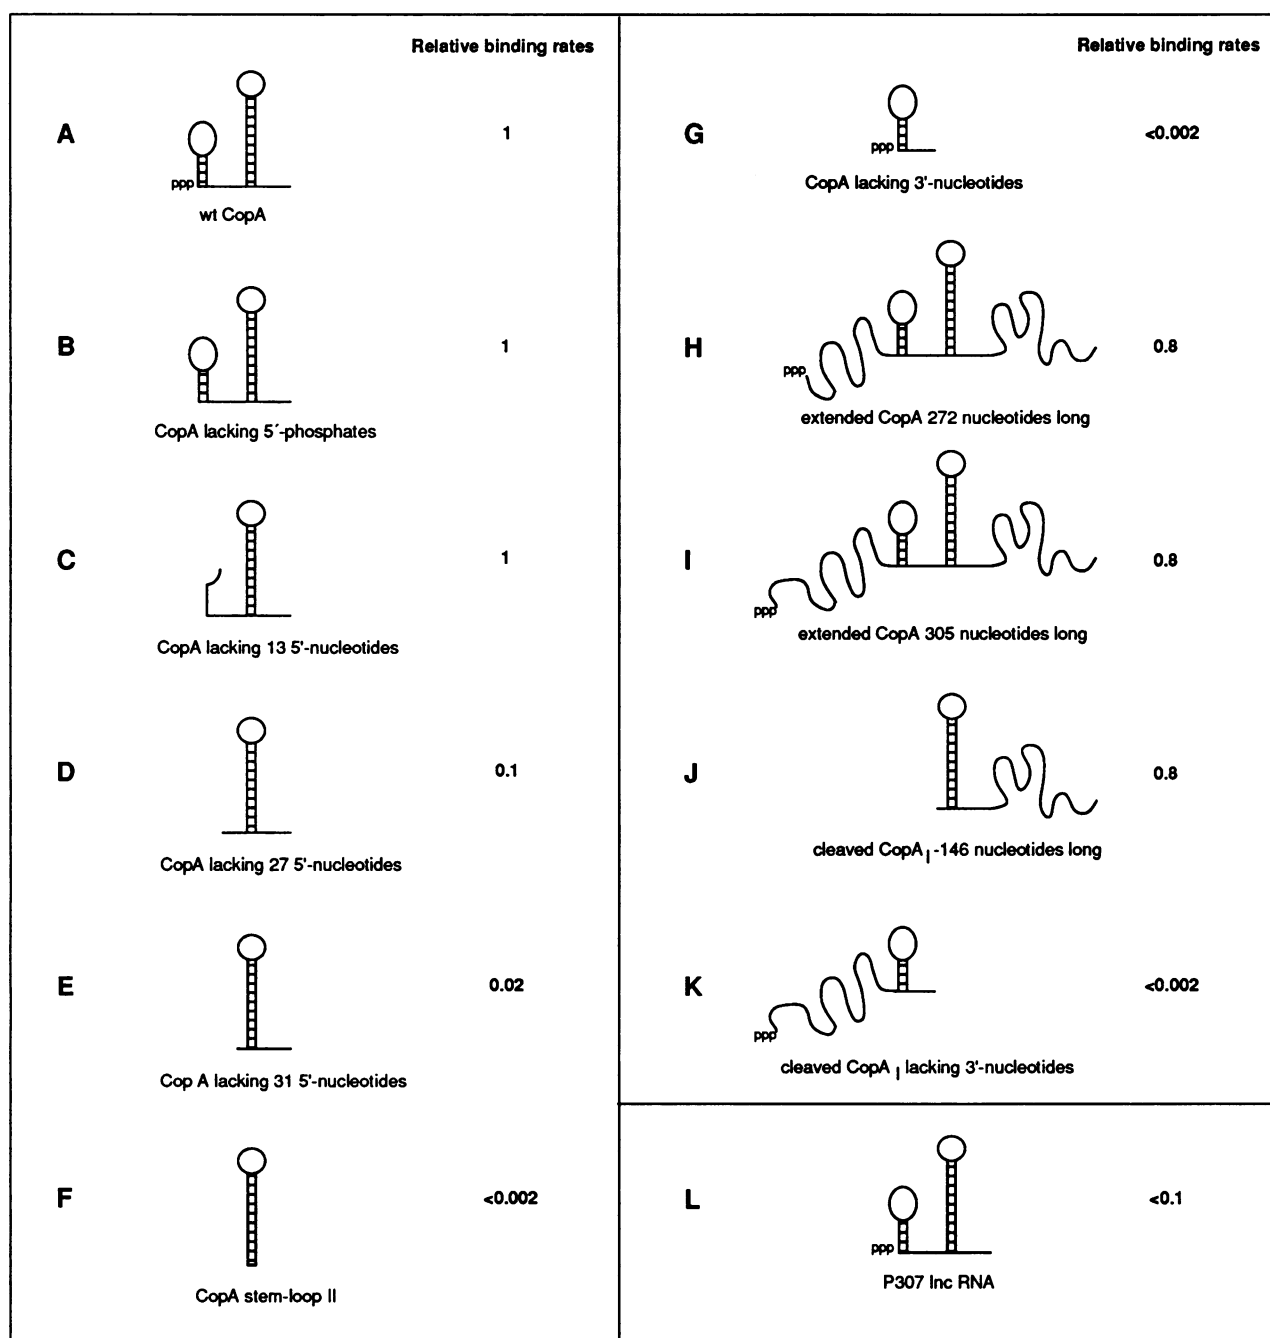 Relative binding rates
A
1
ppp
wt CopA
B
1
CopA lacking 5´-phosphates
C
1
CopA lacking 13 5'-nucleotides
D
0.1
CopA lacking 27 5'-nucleotides
E
0.02
Cop A lacking 31 5'-nucleotides
F
<0.002
CopA stem-loop II
Relative binding rates
G
<0.002
ppp
CopA lacking 3'-nucleotides
H
0.8
ppp
extended CopA 272 nucleotides long
I
0.8
ppp
extended CopA 305 nucleotides long
J
0.8
cleaved CopA I -146 nucleotides long
K
<0.002
ppp
cleaved CopA I lacking 3'-nucleotides
L
<0.1
ppp
P307 Inc RNA